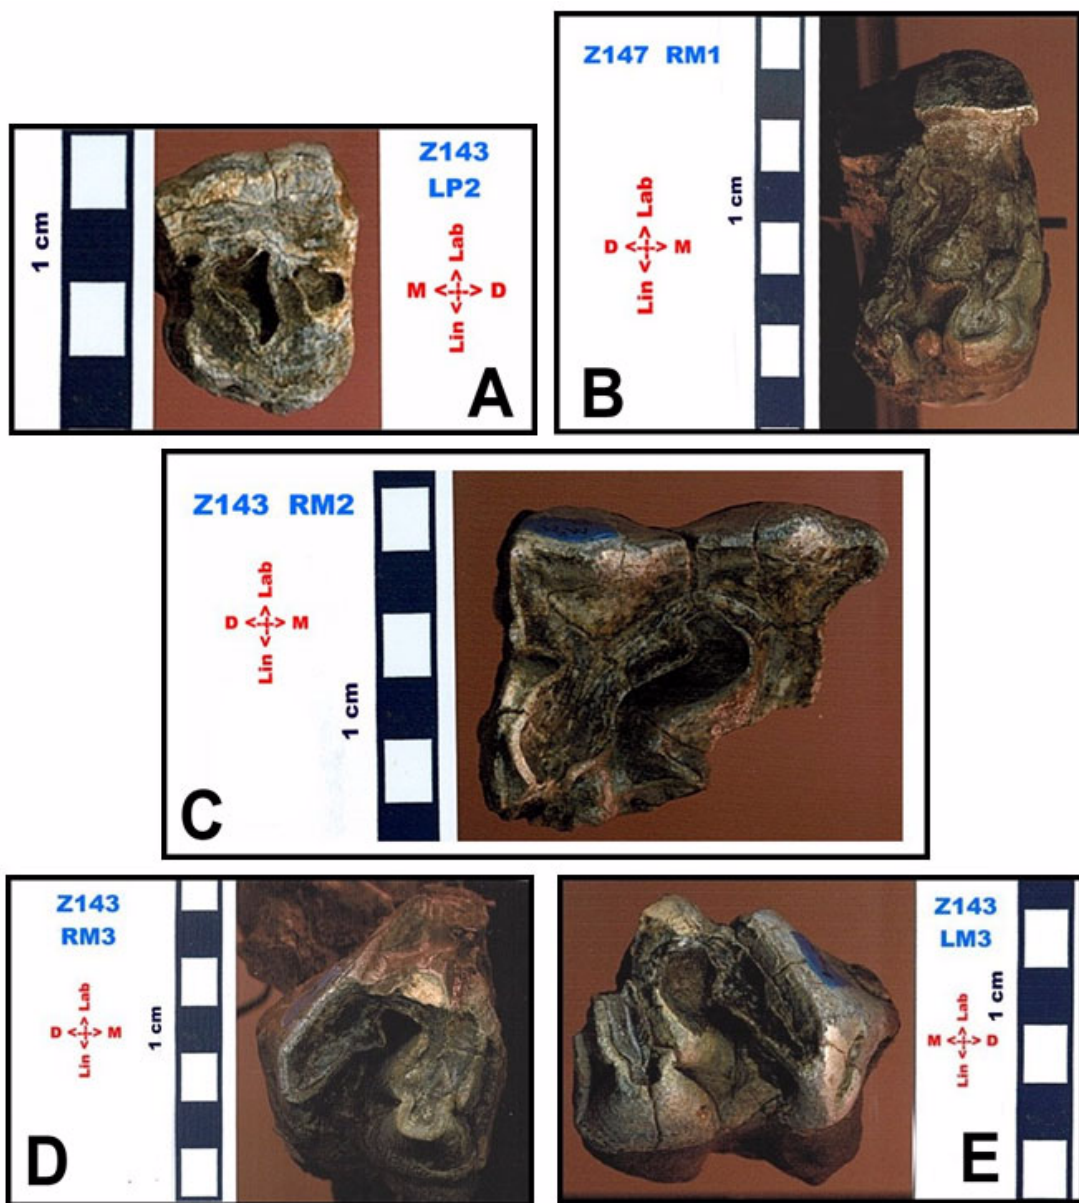 Z143
LP2
1 cm
Lab
M <-¦-> D
Lin
A
Z147 RM1
1 cm
Lab
D <-¦-> M
Lin
B
Z143 RM2
Lab
D <-¦-> M
Lin
1 cm
C
Z143
RM3
Lab
D <-¦-> M
Lin
1 cm
D
Z143
LM3
1 cm
Lab
M <-¦-> D
Lin
E